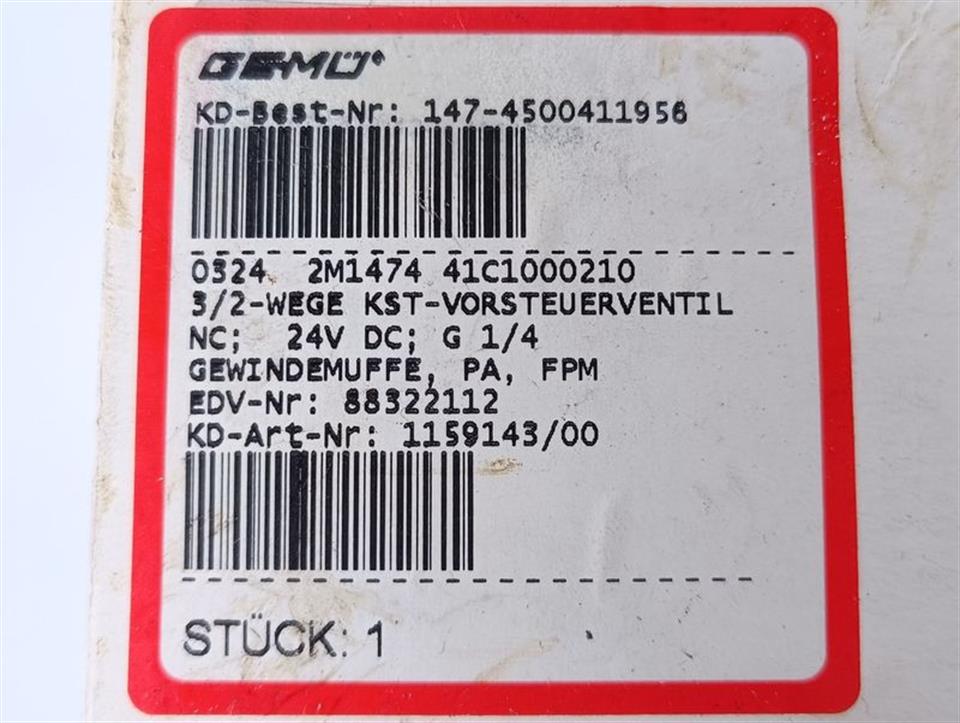 GEMÜ
KD-Best-Nr: 147-4500411958
0324 2M1474 41C1000210
3/2-WEGE KST-VORSTEUERVENTIL
NC; 24V DC; G 1/4
GEWINDEMUFFE, PA, FPM
EDV-Nr: 88322112
KD-Art-Nr: 1159143/00
STÜCK: 1